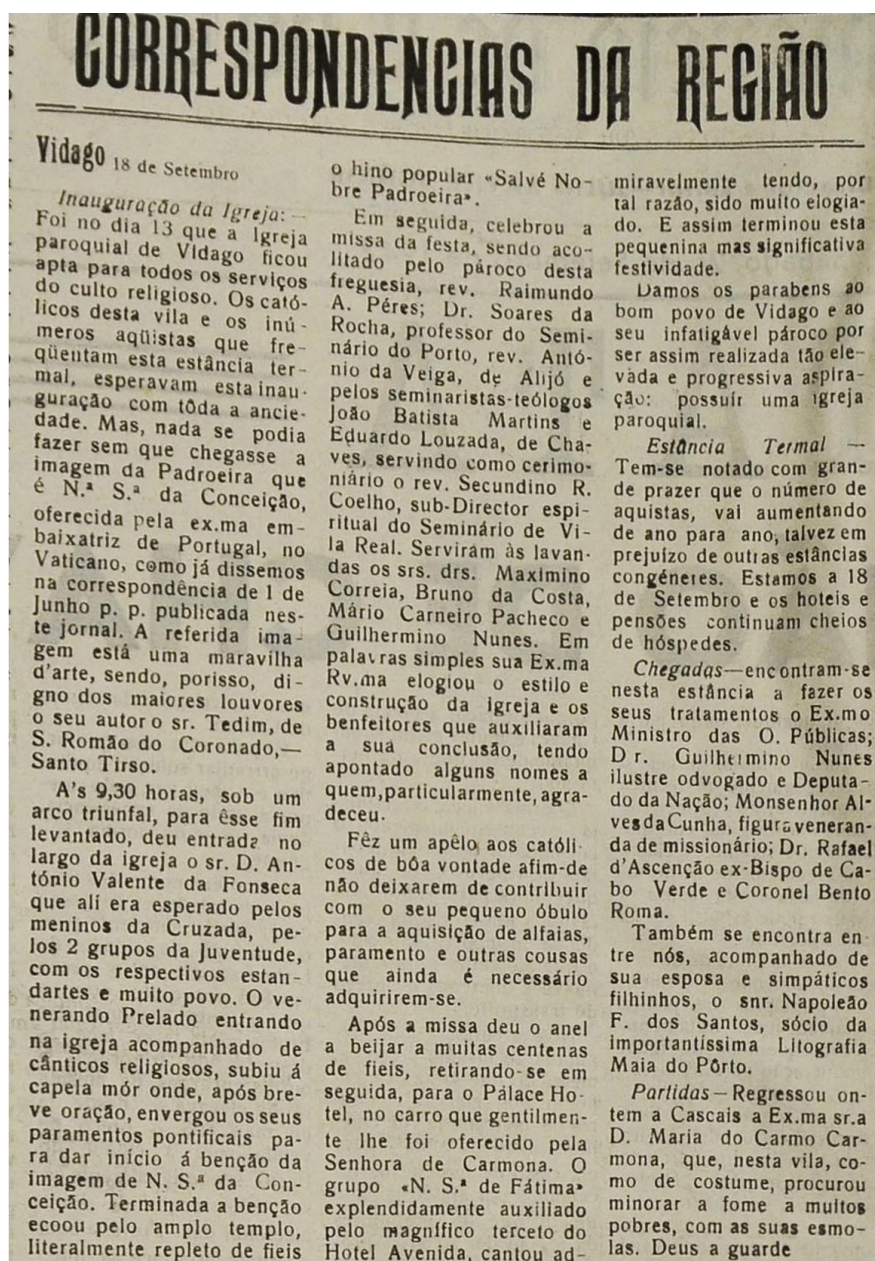 CORRESPONDENCIAS DA REGIÃO
Vidago 18 de Setembro
Inauguração da Igreja: —
Foi no dia 13 que a Igreja
paroquial de Vidago ficou
apta para todos os serviços
do culto religioso. Os cató-
licos desta vila e os inú-
meros aqüistas que fre-
qüentam esta estância ter-
mal, esperavam esta inau-
guração com tôda a ancie-
dade. Mas, nada se podia
fazer sem que chegasse a
imagem da Padroeira que
é N.ª S.ª da Conceição,
oferecida pela ex.ma em-
baixatriz de Portugal, no
Vaticano, como já dissemos
na correspondência de 1 de
Junho p. p. publicada nes-
te jornal. A referida ima-
gem está uma maravilha
d'arte, sendo, porisso, di-
gno dos maiores louvores
o seu autor o sr. Tedim, de
S. Romão do Coronado,—
Santo Tirso.
A's 9,30 horas, sob um
arco triunfal, para êsse fim
levantado, deu entrada no
largo da igreja o sr. D. An-
tónio Valente da Fonseca
que ali era esperado pelos
meninos da Cruzada, pe-
los 2 grupos da Juventude,
com os respectivos estan-
dartes e muito povo. O ve-
nerando Prelado entrando
na igreja acompanhado de
cânticos religiosos, subiu á
capela mór onde, após bre-
ve oração, envergou os seus
paramentos pontificais pa-
ra dar início á benção da
imagem de N. S.ª da Con-
ceição. Terminada a benção
ecoou pelo amplo templo,
literalmente repleto de fieis
o hino popular «Salvé No-
bre Padroeira».
Em seguida, celebrou a
missa da festa, sendo aco-
litado pelo pároco desta
freguesia, rev. Raimundo
A. Péres; Dr. Soares da
Rocha, professor do Semi-
nário do Porto, rev. Antó-
nio da Veiga, de Alijó e
pelos seminaristas-teólogos
João Batista Martins e
Eduardo Louzada, de Cha-
ves, servindo como cerimo-
niário o rev. Secundino R.
Coelho, sub-Director espi-
ritual do Seminário de Vi-
la Real. Serviram às lavan-
das os srs. drs. Maximino
Correia, Bruno da Costa,
Mário Carneiro Pacheco e
Guilhermino Nunes. Em
palavras simples sua Ex.ma
Rv.ma elogiou o estilo e
construção da igreja e os
benfeitores que auxiliaram
a sua conclusão, tendo
apontado alguns nomes a
quem,particularmente,agra-
deceu.
Fêz um apêlo aos católi-
cos de bôa vontade afim-de
não deixarem de contribuir
com o seu pequeno óbulo
para a aquisição de alfaias,
paramento e outras cousas
que ainda é necessário
adquirirem-se.
Após a missa deu o anel
a beijar a muitas centenas
de fieis, retirando-se em
seguida, para o Pálace Ho-
tel, no carro que gentilmen-
te lhe foi oferecido pela
Senhora de Carmona. O
grupo «N. S.ª de Fátima»
explendidamente auxiliado
pelo magnífico terceto do
Hotel Avenida, cantou ad-
miravelmente tendo, por
tal razão, sido muito elogia-
do. E assim terminou esta
pequenina mas significativa
festividade.
Damos os parabens ao
bom povo de Vidago e ao
seu infatigável pároco por
ser assim realizada tão ele-
vada e progressiva aspira-
ção: possuír uma igreja
paroquial.
Estância Termal —
Tem-se notado com gran-
de prazer que o número de
aquistas, vai aumentando
de ano para ano, talvez em
prejuízo de outras estâncias
congéneres. Estamos a 18
de Setembro e os hoteis e
pensões continuam cheios
de hóspedes.
Chegadas—encontram-se
nesta estância a fazer os
seus tratamentos o Ex.mo
Ministro das O. Públicas;
Dr. Guilhermino Nunes
ilustre odvogado e Deputa-
do da Nação; Monsenhor Al-
ves da Cunha, figura veneran-
da de missionário; Dr. Rafael
d'Ascenção ex-Bispo de Ca-
bo Verde e Coronel Bento
Roma.
Também se encontra en-
tre nós, acompanhado de
sua esposa e simpáticos
filhinhos, o snr. Napoleão
F. dos Santos, sócio da
importantíssima Litografia
Maia do Pôrto.
Partidas—Regressou on-
tem a Cascais a Ex.ma sr.a
D. Maria do Carmo Car-
mona, que, nesta vila, co-
mo de costume, procurou
minorar a fome a muitos
pobres, com as suas esmo-
las. Deus a guarde